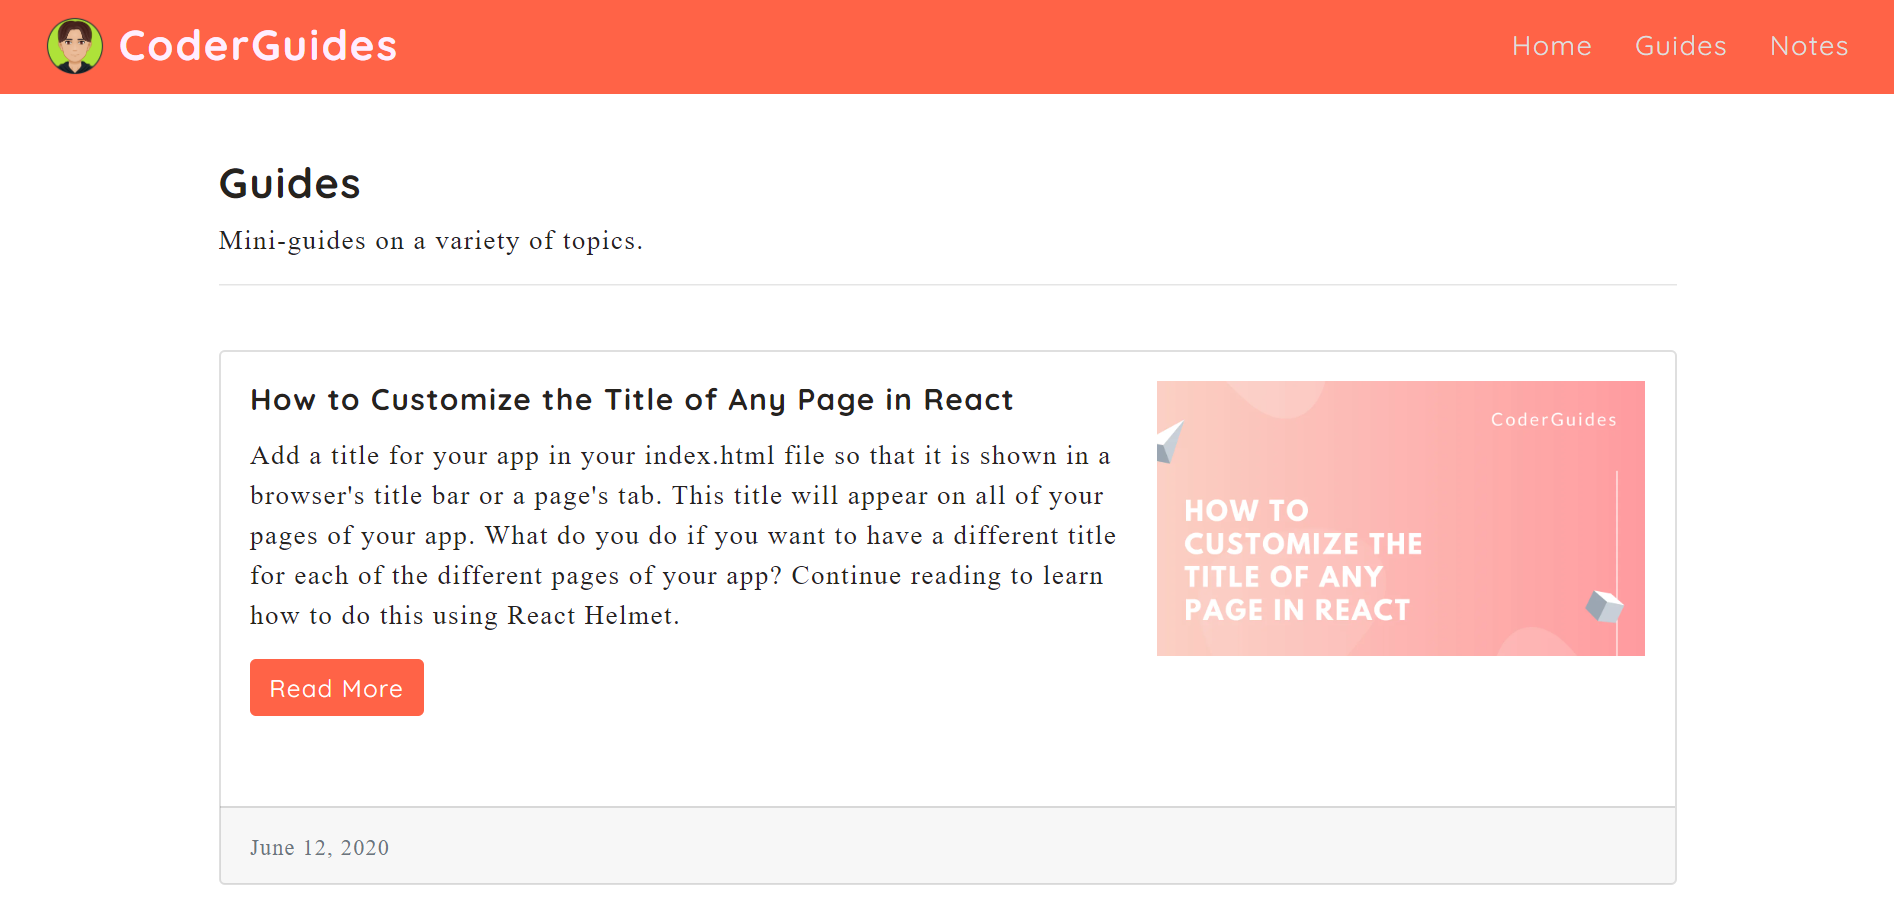 CoderGuides
Home Guides Notes
Guides
Mini-guides on a variety of topics.
How to Customize the Title of Any Page in React
Add a title for your app in your index.html file so that it is shown in a
browser's title bar or a page's tab. This title will appear on all of your
pages of your app. What do you do if you want to have a different title
for each of the different pages of your app? Continue reading to learn
how to do this using React Helmet.
Read More
CoderGuides
HOW TO
CUSTOMIZE THE
TITLE OF ANY
PAGE IN REACT
June 12, 2020